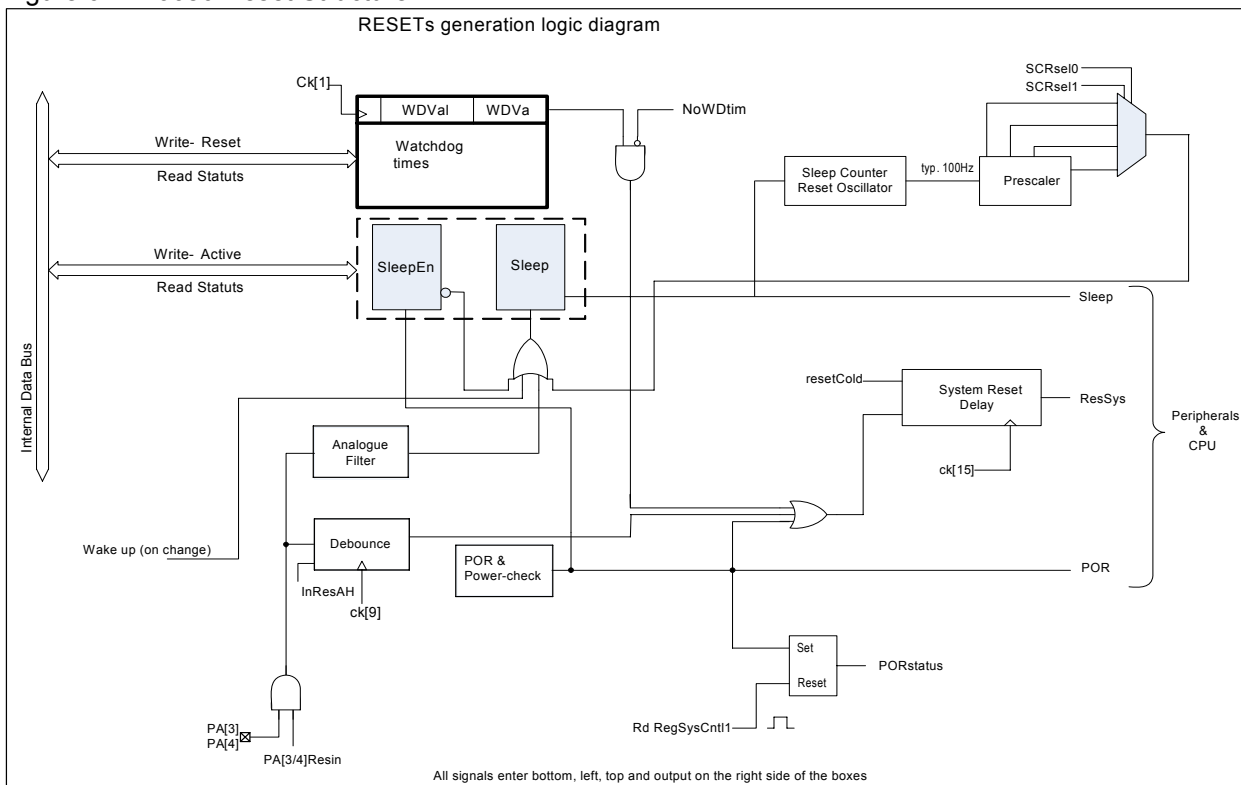 RESETs generation logic diagram
Ck[1]
WDVal
WDVa
NoWDtim
SCRsel0
SCRsel1
Write- Reset
Read Statuts
Watchdog
times
Sleep Counter
Reset Oscillator
typ. 100Hz
Prescaler
Write- Active
Read Statuts
SleepEn
Sleep
Sleep
Internal Data Bus
resetCold
System Reset
Delay
ResSys
ck[15]
Peripherals
&
CPU
Analogue
Filter
Wake up (on change)
Debounce
InResAH
ck[9]
POR &
Power-check
POR
Set
Reset
PORstatus
Rd RegSysCntl1
PA[3]
PA[4]
PA[3/4]Resin
All signals enter bottom, left, top and output on the right side of the boxes